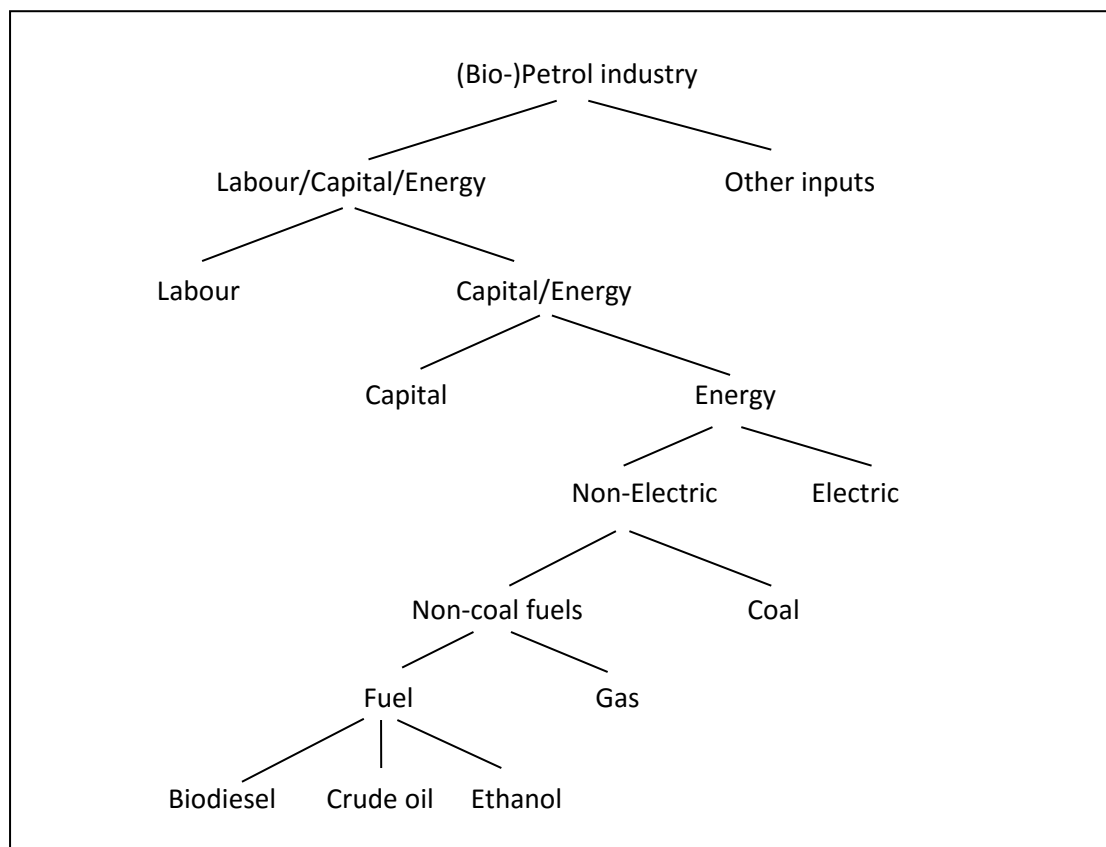 (Bio-)Petrol industry
Labour/Capital/Energy Other inputs
Labour Capital/Energy
Capital Energy
Non-Electric Electric
Non-coal fuels Coal
Fuel Gas
Biodiesel Crude oil Ethanol